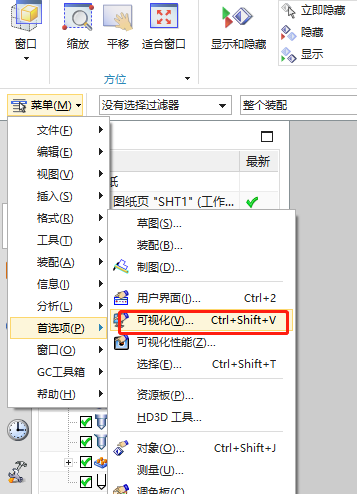 窗口 缩放 平移 适合窗口 显示和隐藏 立即隐藏
隐藏
显示
方位
菜单(M) 没有选择过滤器 整个装配
文件(F)
编辑(E)
视图(V)
插入(S)
格式(R)
工具(T)
装配(A)
信息(I)
分析(L)
首选项(P)
窗口(O)
GC工具箱
帮助(H)
最新
纸
图纸页 "SHT1" (工作...
草图(S)...
装配(B)...
制图(D)...
用户界面(I)... Ctrl+2
可视化(V)... Ctrl+Shift+V
可视化性能(Z)...
选择(E)... Ctrl+Shift+T
资源板(P)...
HD3D 工具...
对象(O)... Ctrl+Shift+J
测量(U)...
调色板(C)...